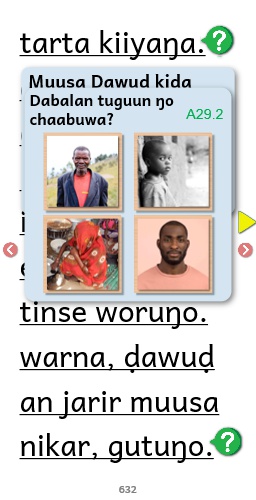 tarta kiiyaŋa.
Muusa Dawud kida
Dabalan tuguun ŋo
chaabuwa?
A29.2
tinse woruŋo.
warna, ḍawuḍ
an jarir muusa
nikar, gutuŋo.
632